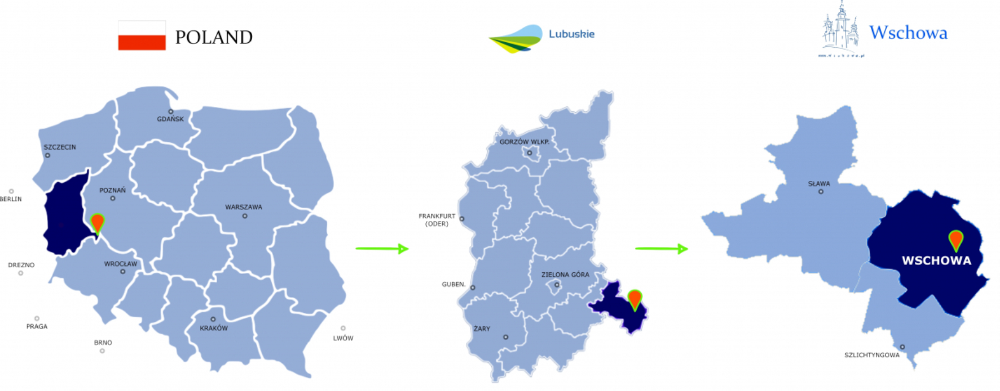 POLAND
Lubuskie
Wschowa
GDAŃSK
SZCZECIN
POZNAŃ
BERLIN
WARSZAWA
WROCŁAW
DREZNO
PRAGA
BRNO
KRAKÓW
LWÓW
GORZÓW WLKP.
FRANKFURT
(ODER)
ZIELONA GÓRA
GUBEN.
ŻARY
SŁAWA
WSCHOWA
SZLICHTYNGOWA